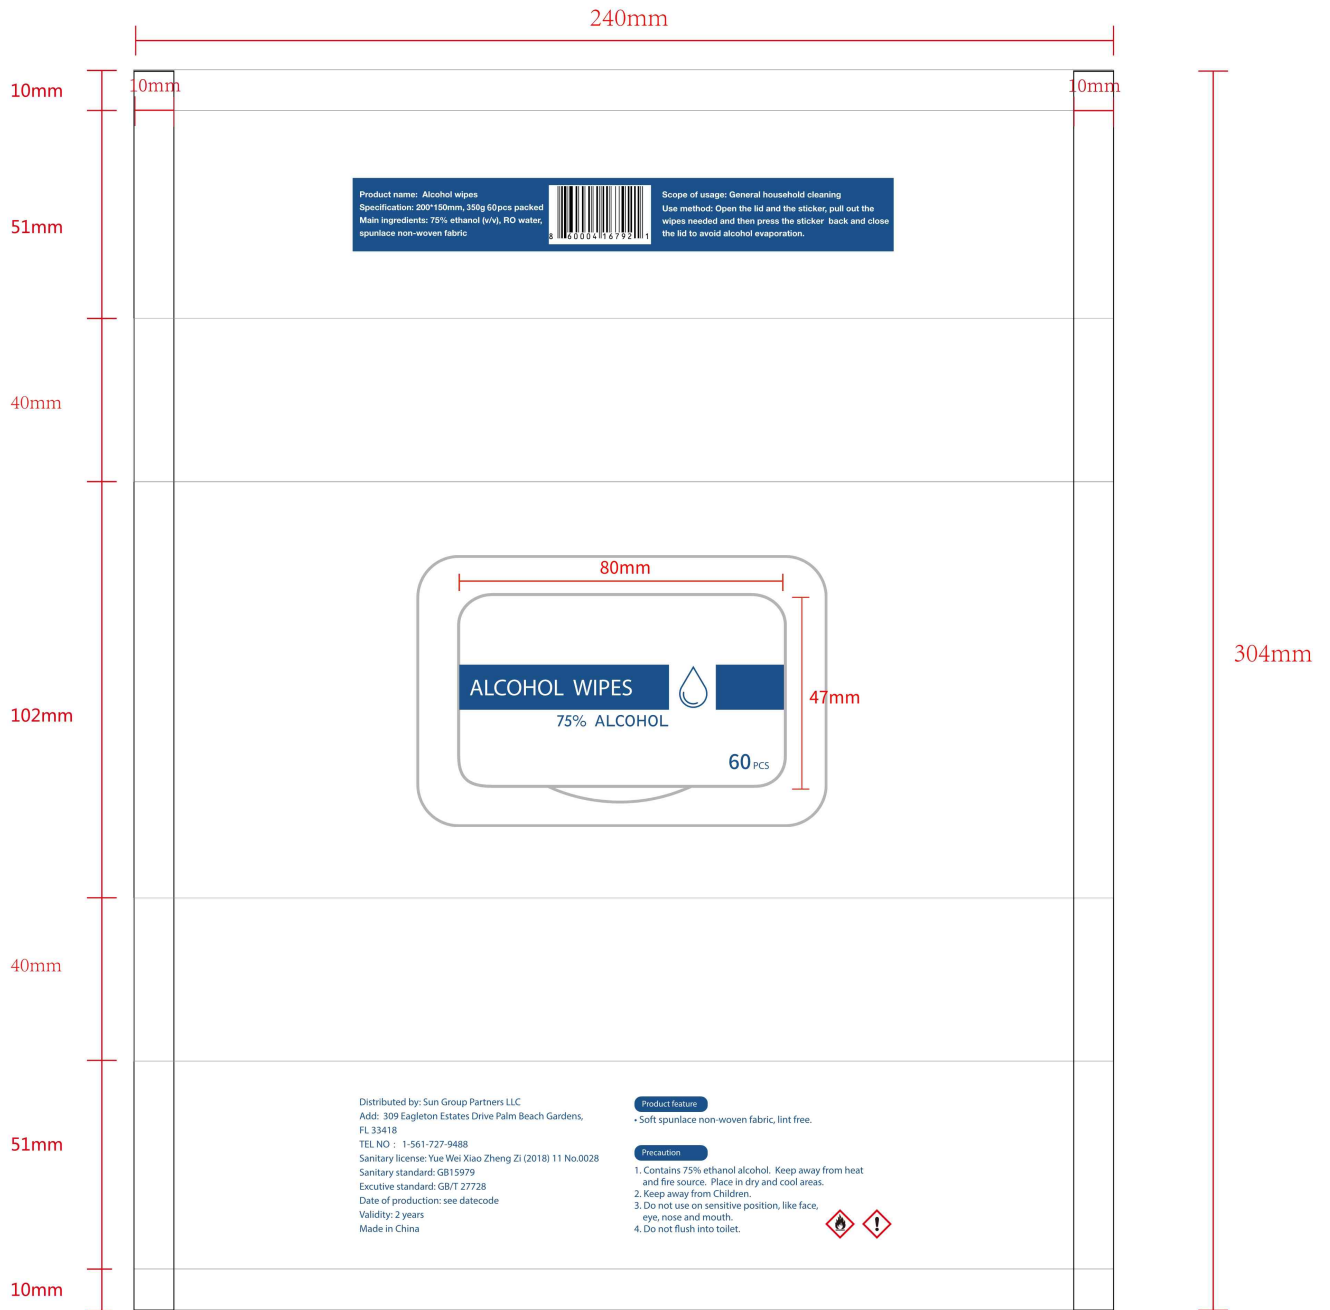 240mm
10mm
10mm
10mm
51mm
Product name: Alcohol wipes
Specification: 200*150mm, 350g 60pcs packed
Main ingredients: 75% ethanol (v/v), RO water,
spunlace non-woven fabric
8 60004 16792 1
Scope of usage: General household cleaning
Use method: Open the lid and the sticker, pull out the
wipes needed and then press the sticker back and close
the lid to avoid alcohol evaporation.
40mm
80mm
304mm
ALCOHOL WIPES
47mm
75% ALCOHOL
102mm
60 PCS
40mm
51mm
Distributed by: Sun Group Partners LLC
Add: 309 Eagleton Estates Drive Palm Beach Gardens,
FL 33418
TEL NO： 1-561-727-9488
Sanitary license: Yue Wei Xiao Zheng Zi (2018) 11 No.0028
Sanitary standard: GB15979
Excutive standard: GB/T 27728
Date of production: see datecode
Validity: 2 years
Made in China
Product feature
• Soft spunlace non-woven fabric, lint free.
Precaution
1. Contains 75% ethanol alcohol. Keep away from heat
and fire source. Place in dry and cool areas.
2. Keep away from Children.
3. Do not use on sensitive position, like face,
eye, nose and mouth.
4. Do not flush into toilet.
10mm